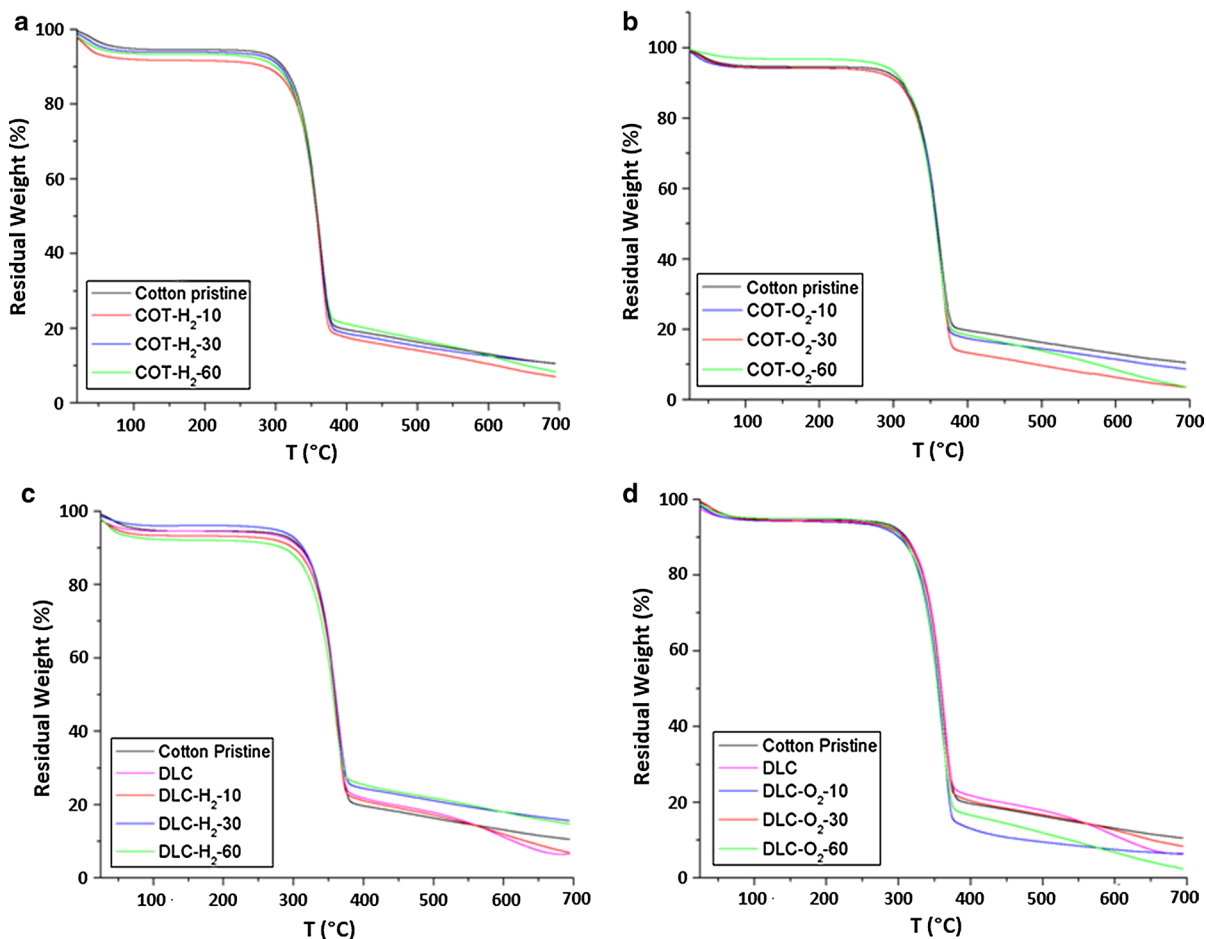 a
100
80
60
40
20
0
Residual Weight (%)
Cotton pristine
COT-H2-10
COT-H2-30
COT-H2-60
100 200 300 400 500 600 700
T (°C)
b
100
80
60
40
20
0
Residual Weight (%)
Cotton pristine
COT-O2-10
COT-O2-30
COT-O2-60
100 200 300 400 500 600 700
T (°C)
c
100
80
60
40
20
0
Residual Weight (%)
Cotton Pristine
DLC
DLC-H2-10
DLC-H2-30
DLC-H2-60
100 200 300 400 500 600 700
T (°C)
d
100
80
60
40
20
0
Residual Weight (%)
Cotton Pristine
DLC
DLC-O2-10
DLC-O2-30
DLC-O2-60
100 200 300 400 500 600 700
T (°C)